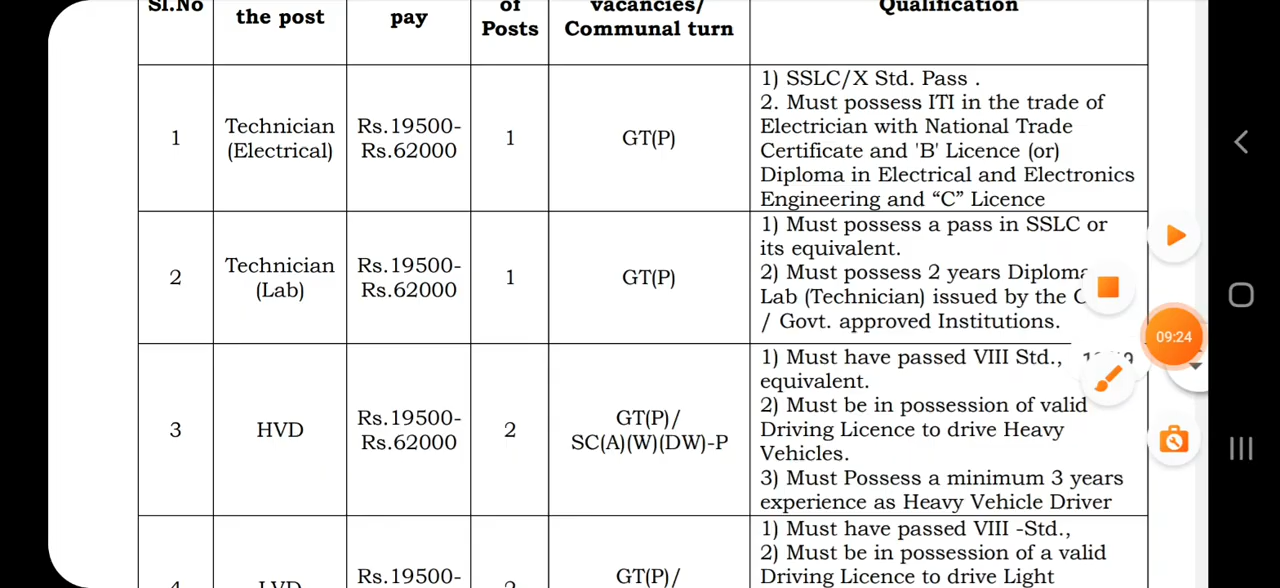 Sl.No
the post
pay
of
Posts
vacancies/
Communal turn
Qualification
1
Technician
(Electrical)
Rs.19500-
Rs.62000
1
GT(P)
1) SSLC/X Std. Pass .
2. Must possess ITI in the trade of
Electrician with National Trade
Certificate and 'B' Licence (or)
Diploma in Electrical and Electronics
Engineering and “C” Licence
2
Technician
(Lab)
Rs.19500-
Rs.62000
1
GT(P)
1) Must possess a pass in SSLC or
its equivalent.
2) Must possess 2 years Diploma
Lab (Technician) issued by the
/ Govt. approved Institutions.
3
HVD
Rs.19500-
Rs.62000
2
GT(P)/
SC(A)(W)(DW)-P
1) Must have passed VIII Std.,
equivalent.
2) Must be in possession of valid
Driving Licence to drive Heavy
Vehicles.
3) Must Possess a minimum 3 years
experience as Heavy Vehicle Driver
LVD
Rs.19500-
GT(P)/
1) Must have passed VIII -Std.,
2) Must be in possession of a valid
Driving Licence to drive Light
09:24